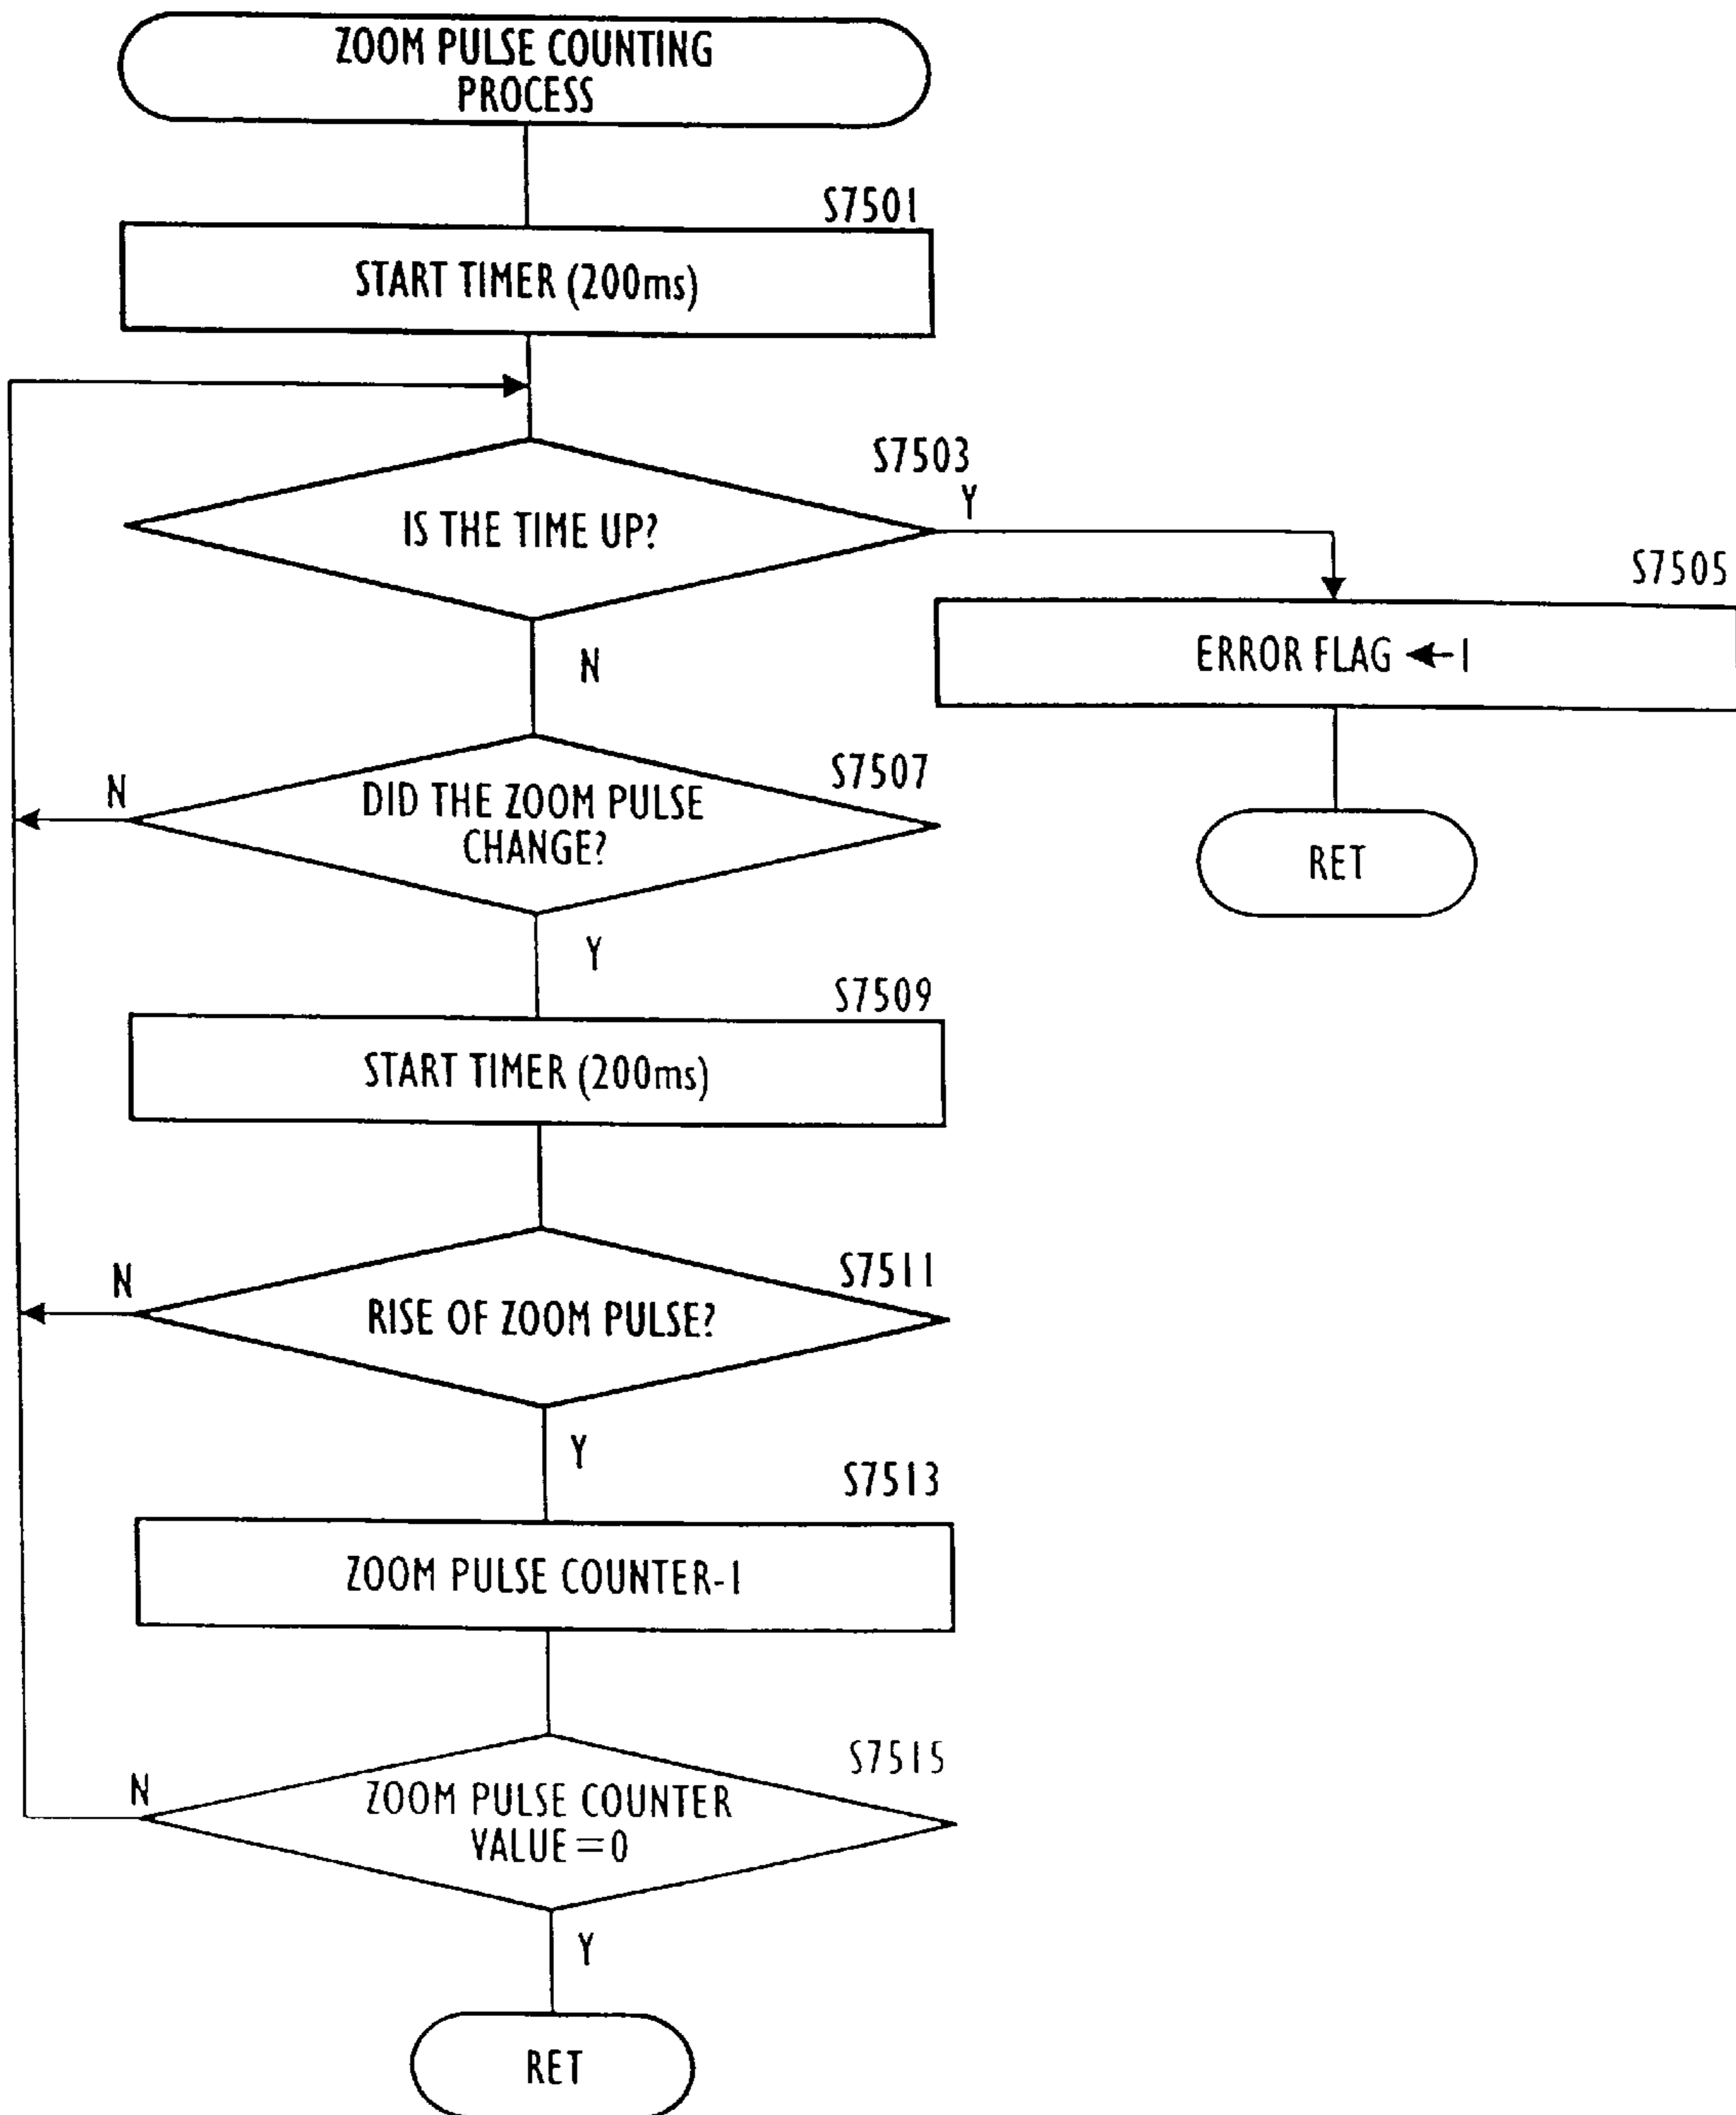 ZOOM PULSE COUNTING
PROCESS
S7501
START TIMER (200ms)
S7503
Y
IS THE TIME UP?
S7505
ERROR FLAG ←1
N
S7507
N
DID THE ZOOM PULSE
CHANGE?
RET
Y
S7509
START TIMER (200ms)
S7511
N
RISE OF ZOOM PULSE?
Y
S7513
ZOOM PULSE COUNTER-1
S7515
N
ZOOM PULSE COUNTER
VALUE=0
Y
RET